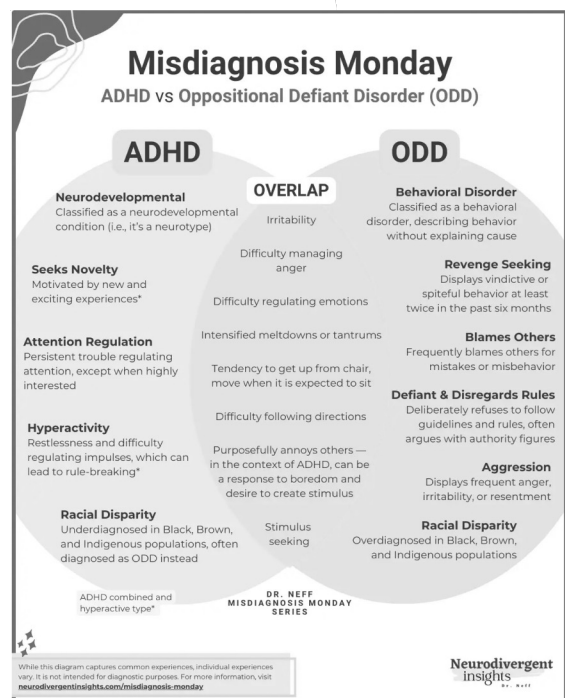 Misdiagnosis Monday
ADHD vs Oppositional Defiant Disorder (ODD)
ADHD
Neurodevelopmental
Classified as a neurodevelopmental
condition (i.e., it's a neurotype)
Seeks Novelty
Motivated by new and
exciting experiences*
Attention Regulation
Persistent trouble regulating
attention, except when highly
interested
Hyperactivity
Restlessness and difficulty
regulating impulses, which can
lead to rule-breaking*
Racial Disparity
Underdiagnosed in Black, Brown,
and Indigenous populations, often
diagnosed as ODD instead
OVERLAP
Irritability
Difficulty managing
anger
Difficulty regulating emotions
Intensified meltdowns or tantrums
Tendency to get up from chair,
move when it is expected to sit
Difficulty following directions
Purposefully annoys others —
in the context of ADHD, can be
a response to boredom and
desire to create stimulus
Stimulus
seeking
ODD
Behavioral Disorder
Classified as a behavioral
disorder, describing behavior
without explaining cause
Revenge Seeking
Displays vindictive or
spiteful behavior at least
twice in the past six months
Blames Others
Frequently blames others for
mistakes or misbehavior
Defiant & Disregards Rules
Deliberately refuses to follow
guidelines and rules, often
argues with authority figures
Aggression
Displays frequent anger,
irritability, or resentment
Racial Disparity
Overdiagnosed in Black, Brown,
and Indigenous populations
ADHD combined and
hyperactive type*
DR. NEFF
MISDIAGNOSIS MONDAY
SERIES
While this diagram captures common experiences, individual experiences
vary. It is not intended for diagnostic purposes. For more information, visit
neurodivergentinsights.com/misdiagnosis-monday
Neurodivergent
insights
Dr. Neff